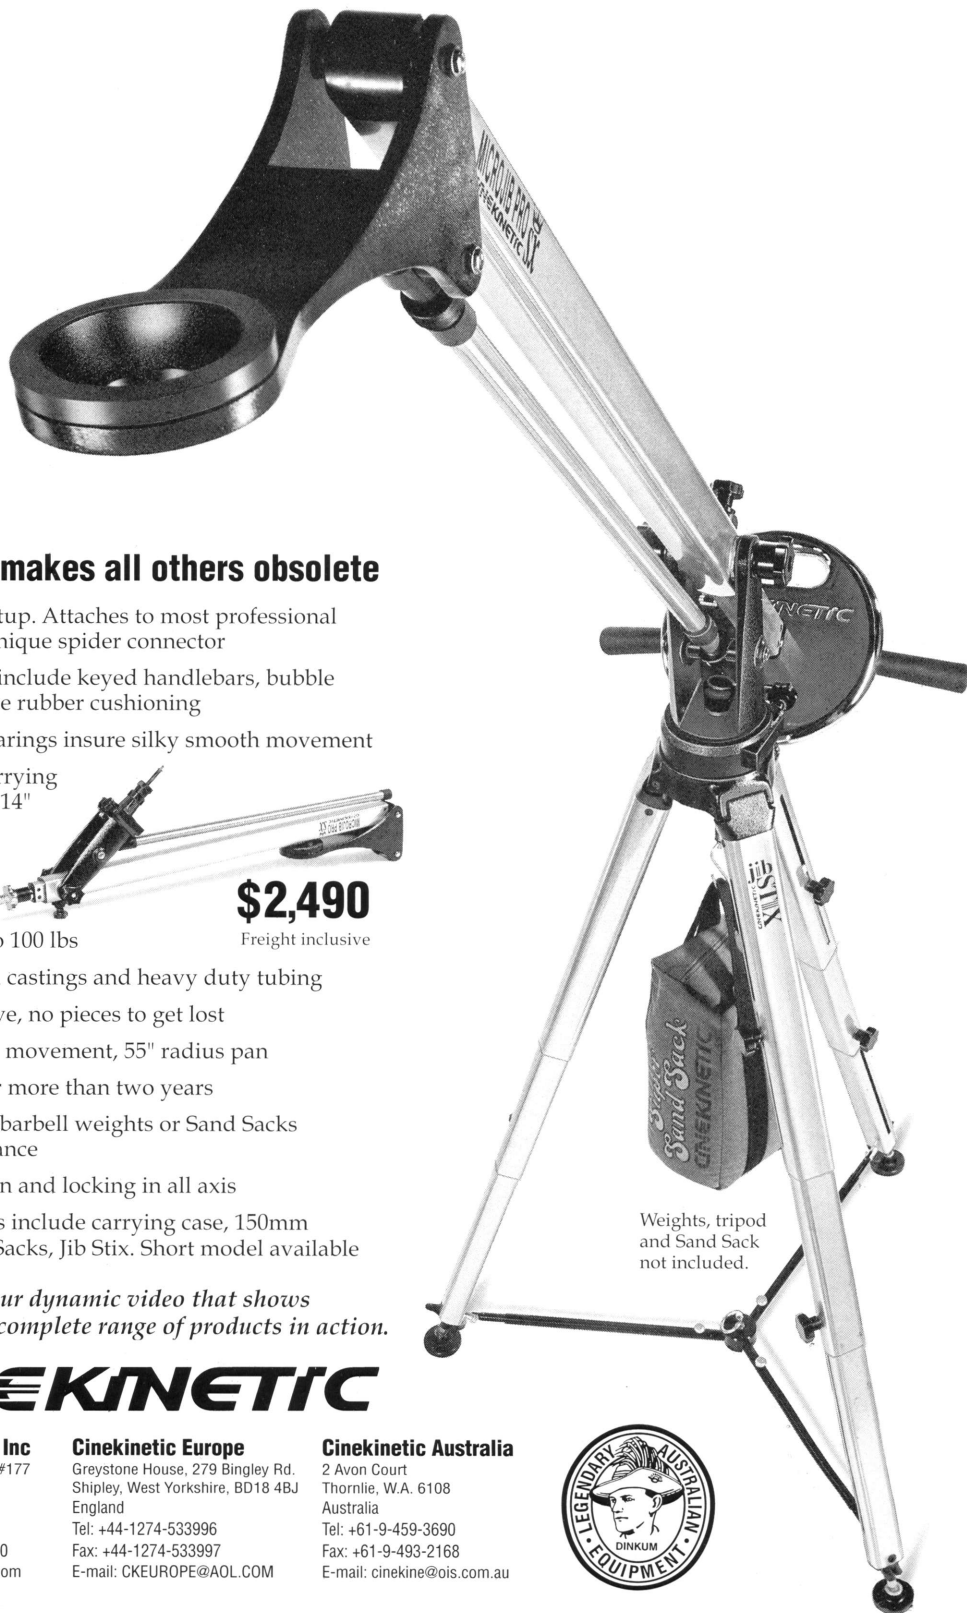 MICROJIB PRO SX
CINEKINETIC
makes all others obsolete
tup. Attaches to most professional
nique spider connector
include keyed handlebars, bubble
e rubber cushioning
arings insure silky smooth movement
rrying
14"
MICROJIB PRO SX
$2,490
Freight inclusive
o 100 lbs
castings and heavy duty tubing
ve, no pieces to get lost
movement, 55" radius pan
r more than two years
barbell weights or Sand Sacks
ance
n and locking in all axis
s include carrying case, 150mm
Sacks, Jib Stix. Short model available
ur dynamic video that shows
complete range of products in action.
NETIC
jib STIX
CINEKINETIC
Super
Sand Sack
CINEKINETIC
Weights, tripod
and Sand Sack
not included.
EKINETIC
Inc
#177
0
om
Cinekinetic Europe
Greystone House, 279 Bingley Rd.
Shipley, West Yorkshire, BD18 4BJ
England
Tel: +44-1274-533996
Fax: +44-1274-533997
E-mail: CKEUROPE@AOL.COM
Cinekinetic Australia
2 Avon Court
Thornlie, W.A. 6108
Australia
Tel: +61-9-459-3690
Fax: +61-9-493-2168
E-mail: cinekine@ois.com.au
LEGENDARY AUSTRALIAN
DINKUM
EQUIPMENT